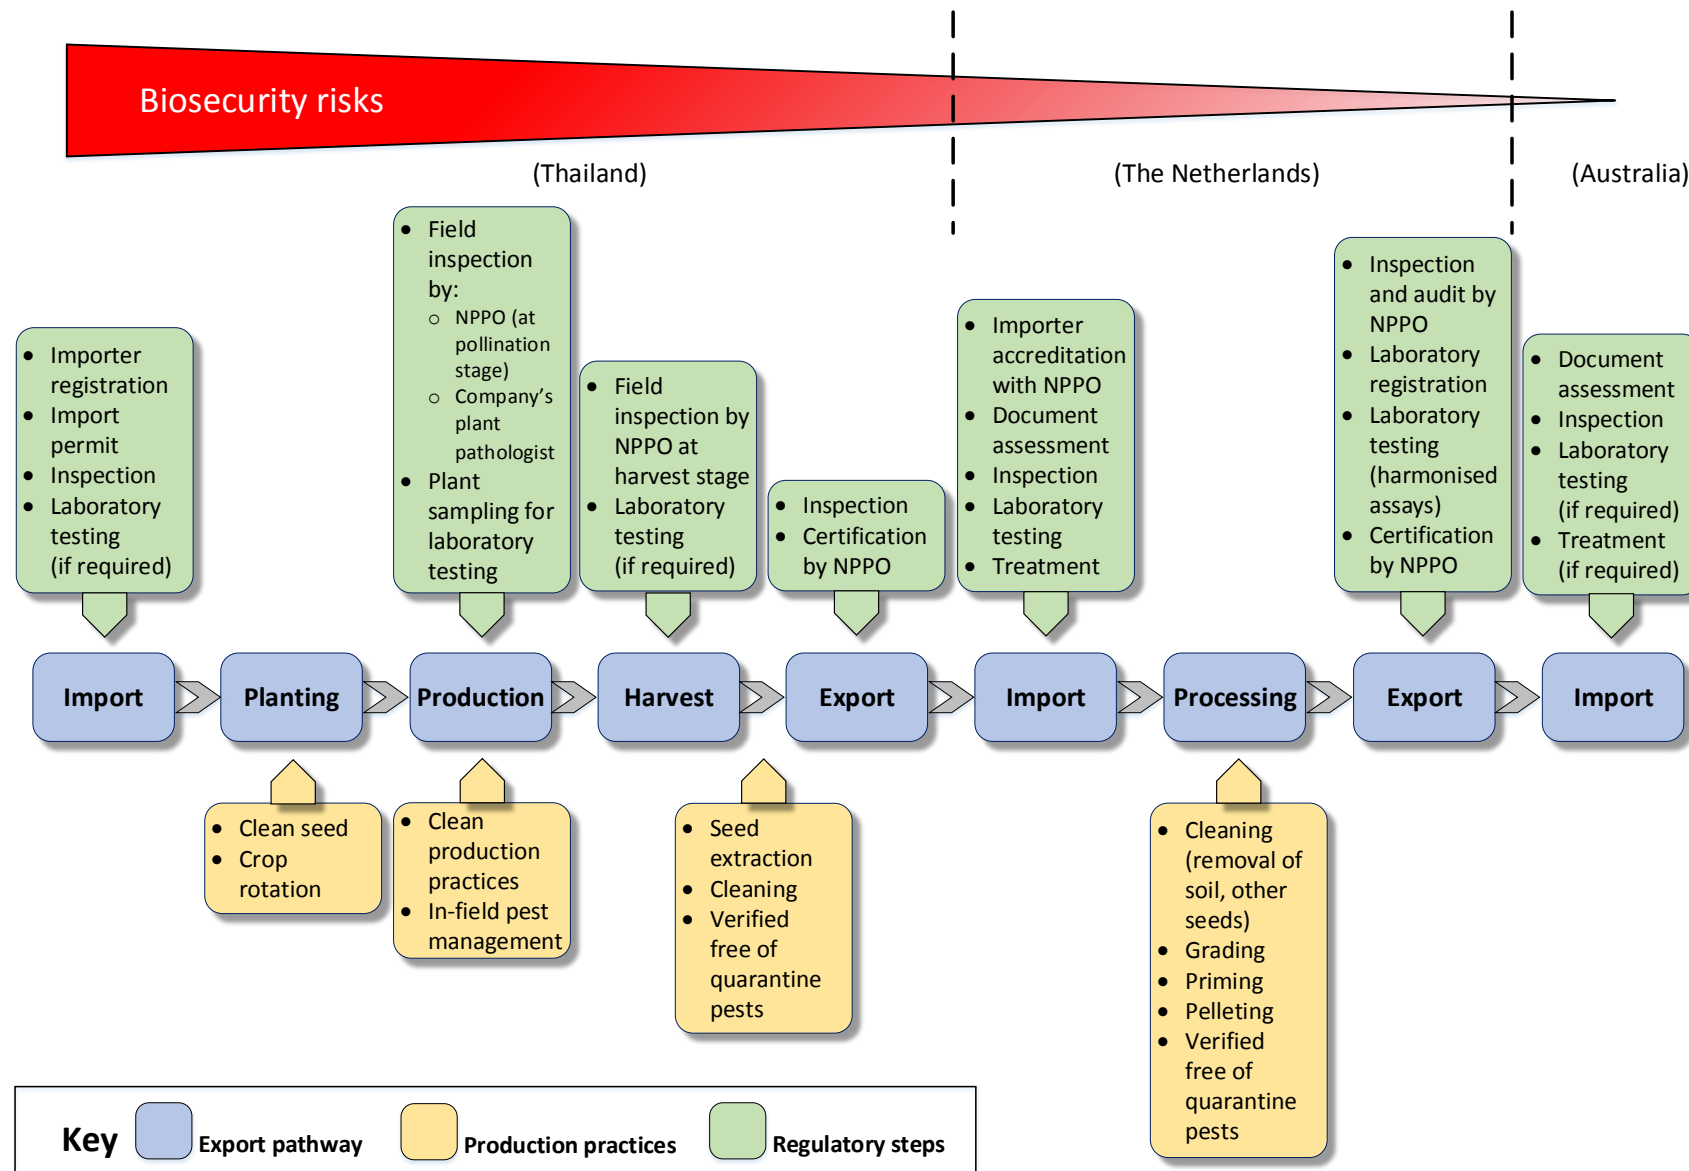 Biosecurity risks
(Thailand)
(The Netherlands)
(Australia)
• Importer
registration
• Import
permit
• Inspection
• Laboratory
testing
(if required)
• Field
inspection
by:
o NPPO (at
pollination
stage)
o Company’s
plant
pathologist
• Plant
sampling for
laboratory
testing
• Field
inspection by
NPPO at
harvest stage
• Laboratory
testing
(if required)
• Inspection
• Certification
by NPPO
• Importer
accreditation
with NPPO
• Document
assessment
• Inspection
• Laboratory
testing
• Treatment
• Inspection
and audit by
NPPO
• Laboratory
registration
• Laboratory
testing
(harmonised
assays)
• Certification
by NPPO
• Document
assessment
• Inspection
• Laboratory
testing
(if required)
• Treatment
(if required)
Import
Planting
Production
Harvest
Export
Import
Processing
Export
Import
• Clean seed
• Crop
rotation
• Clean
production
practices
• In-field pest
management
• Seed
extraction
• Cleaning
• Verified
free of
quarantine
pests
• Cleaning
(removal of
soil, other
seeds)
• Grading
• Priming
• Pelleting
• Verified
free of
quarantine
pests
Key
Export pathway
Production practices
Regulatory steps